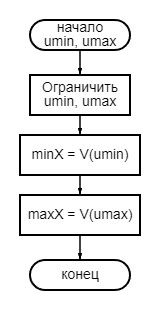 начало
umin, umax
Ограничить
umin, umax
minX = V(umin)
maxX = V(umax)
конец